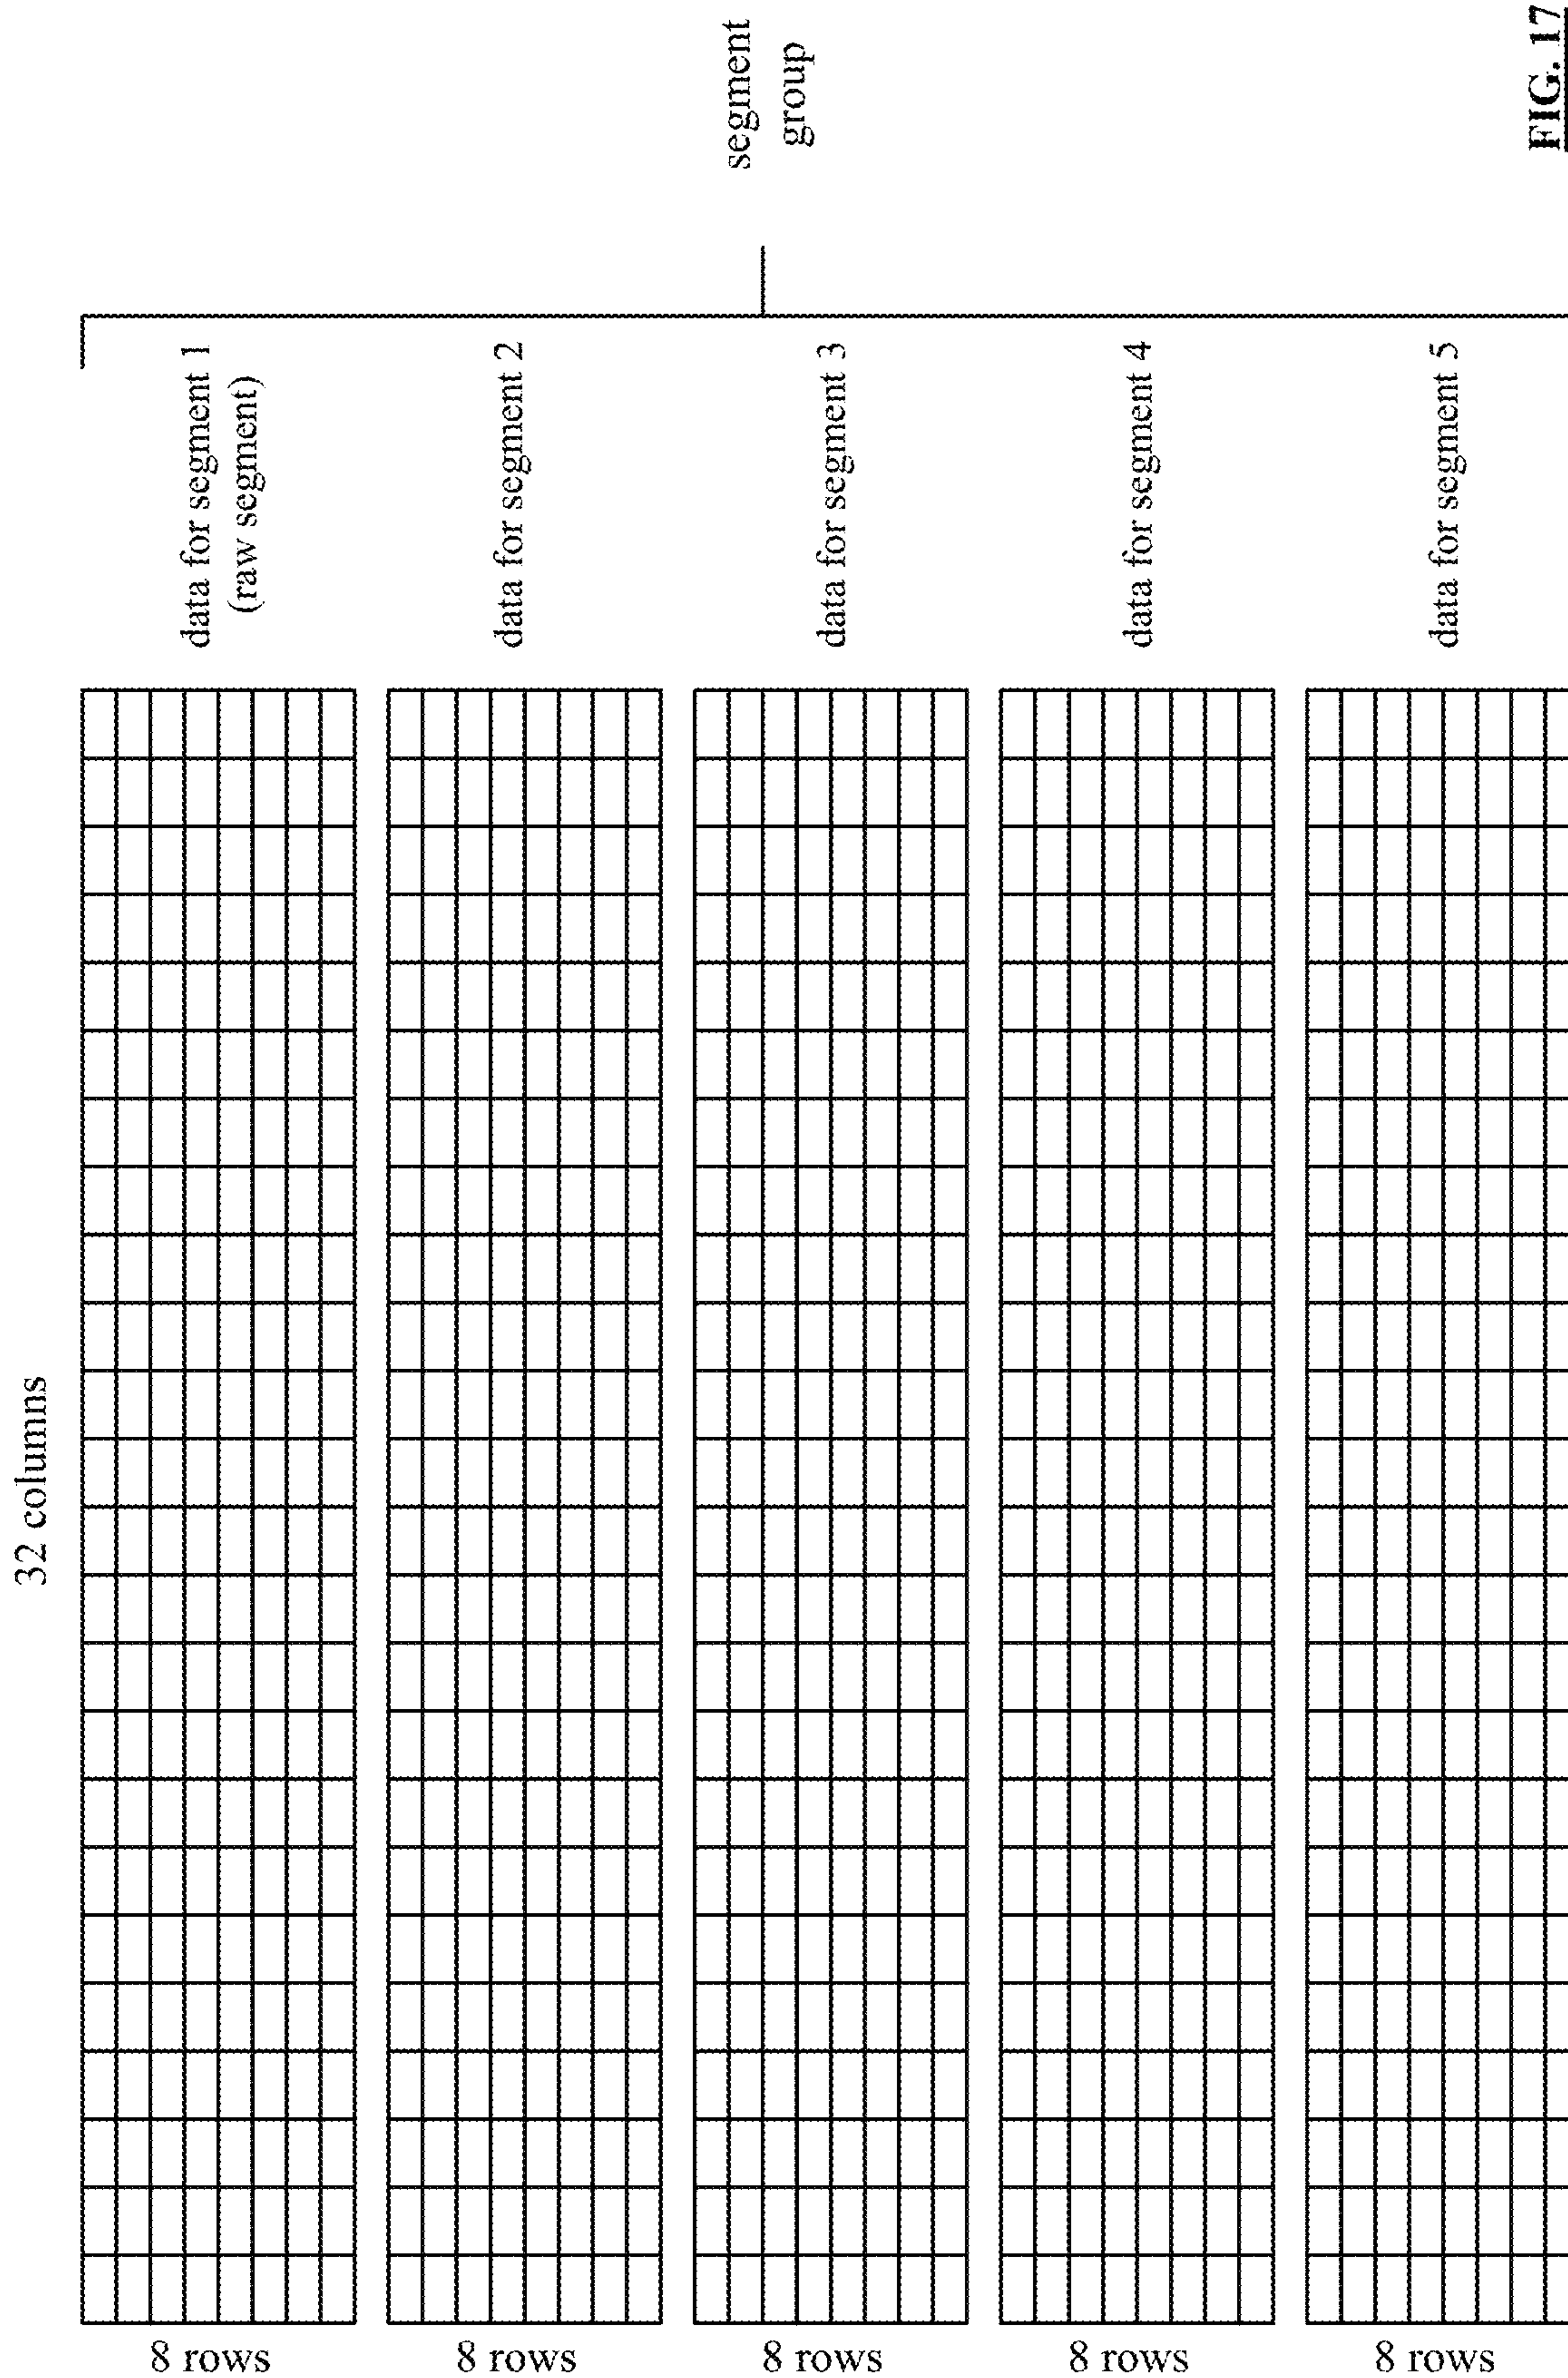 32 columns
8 rows
data for segment 1
(raw segment)
8 rows
data for segment 2
8 rows
data for segment 3
segment
group
8 rows
data for segment 4
8 rows
data for segment 5
FIG. 17